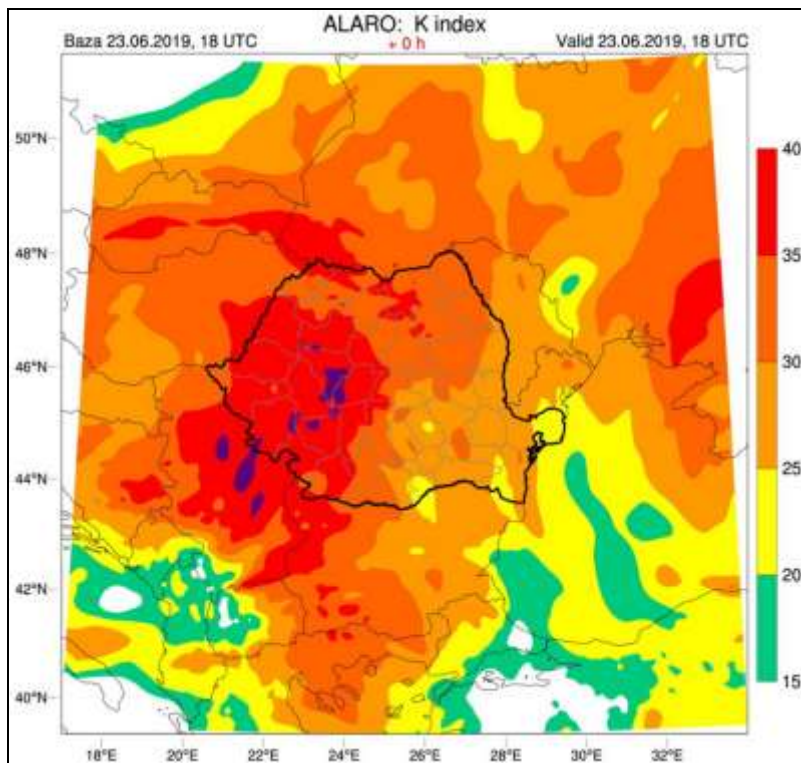 ALARO: K index
Baza 23.06.2019, 18 UTC
+ 0 h
Valid 23.06.2019, 18 UTC
50°N
48°N
46°N
44°N
42°N
40°N
18°E
20°E
22°E
24°E
26°E
28°E
30°E
32°E
40
35
30
25
20
15